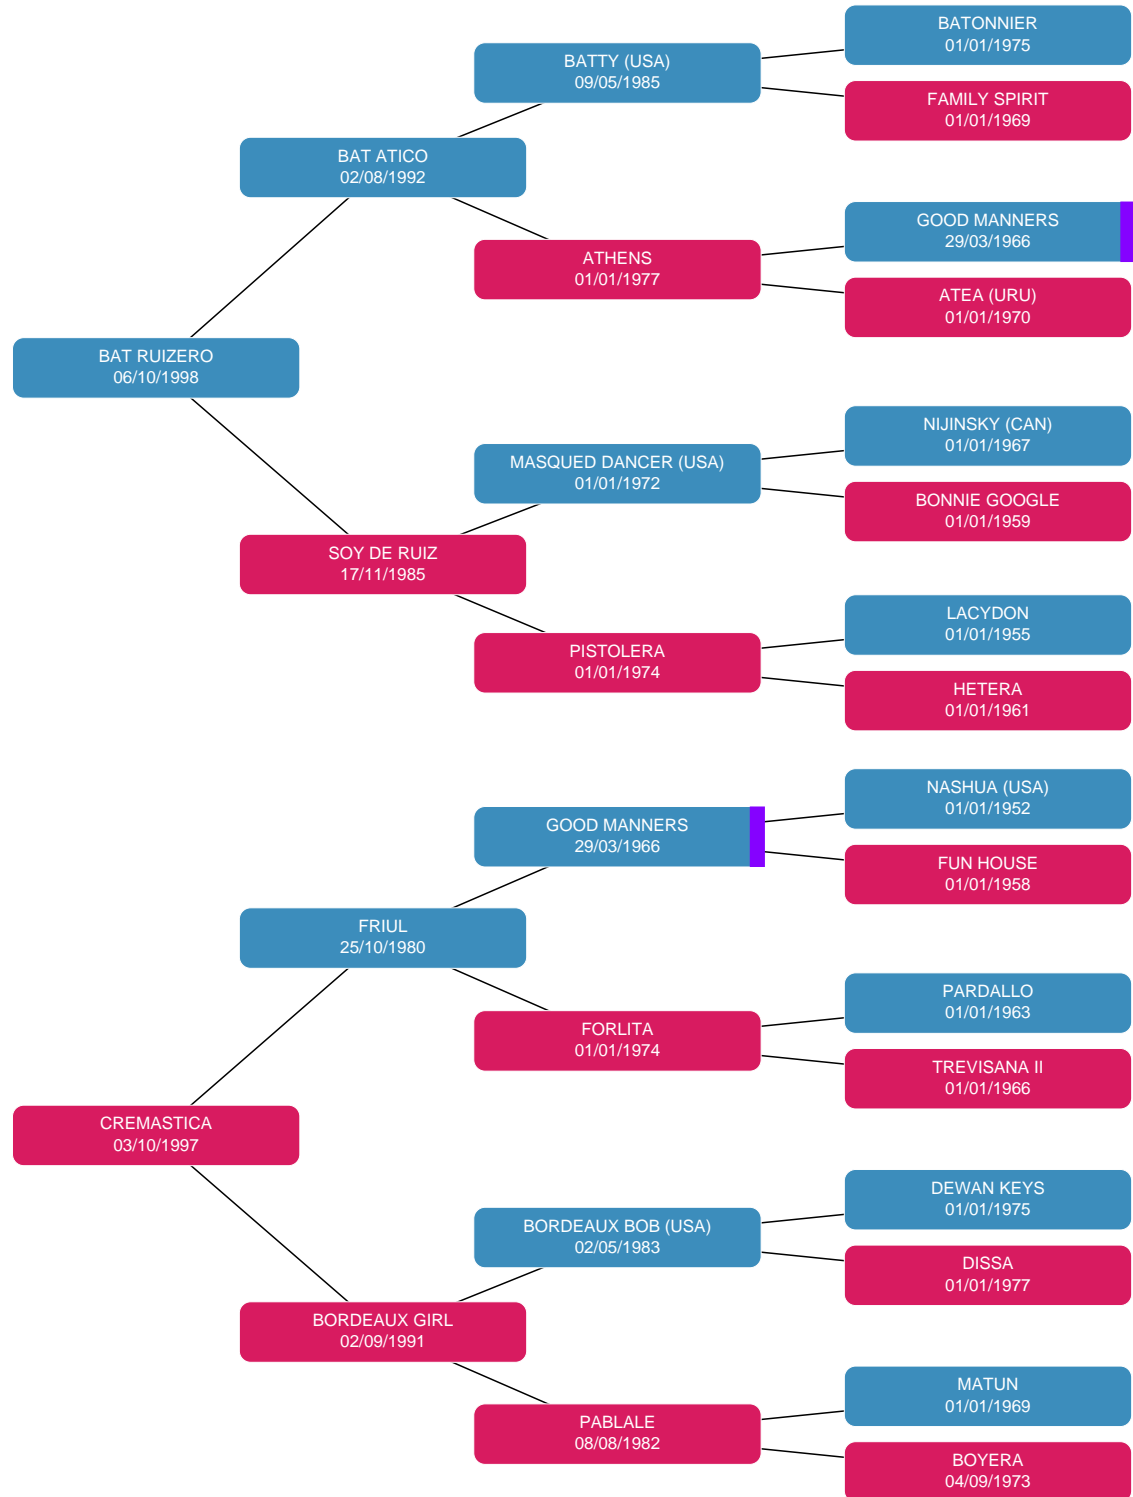 BATONNIER
01/01/1975
BATTY (USA)
09/05/1985
FAMILY SPIRIT
01/01/1969
BAT ATICO
02/08/1992
GOOD MANNERS
29/03/1966
ATHENS
01/01/1977
ATEA (URU)
01/01/1970
BAT RUIZERO
06/10/1998
NIJINSKY (CAN)
01/01/1967
MASQUED DANCER (USA)
01/01/1972
BONNIE GOOGLE
01/01/1959
SOY DE RUIZ
17/11/1985
LACYDON
01/01/1955
PISTOLERA
01/01/1974
HETERA
01/01/1961
NASHUA (USA)
01/01/1952
GOOD MANNERS
29/03/1966
FUN HOUSE
01/01/1958
FRIUL
25/10/1980
PARDALLO
01/01/1963
FORLITA
01/01/1974
TREVISANA II
01/01/1966
CREMASTICA
03/10/1997
DEWAN KEYS
01/01/1975
BORDEAUX BOB (USA)
02/05/1983
DISSA
01/01/1977
BORDEAUX GIRL
02/09/1991
MATUN
01/01/1969
PABLALE
08/08/1982
BOYERA
04/09/1973